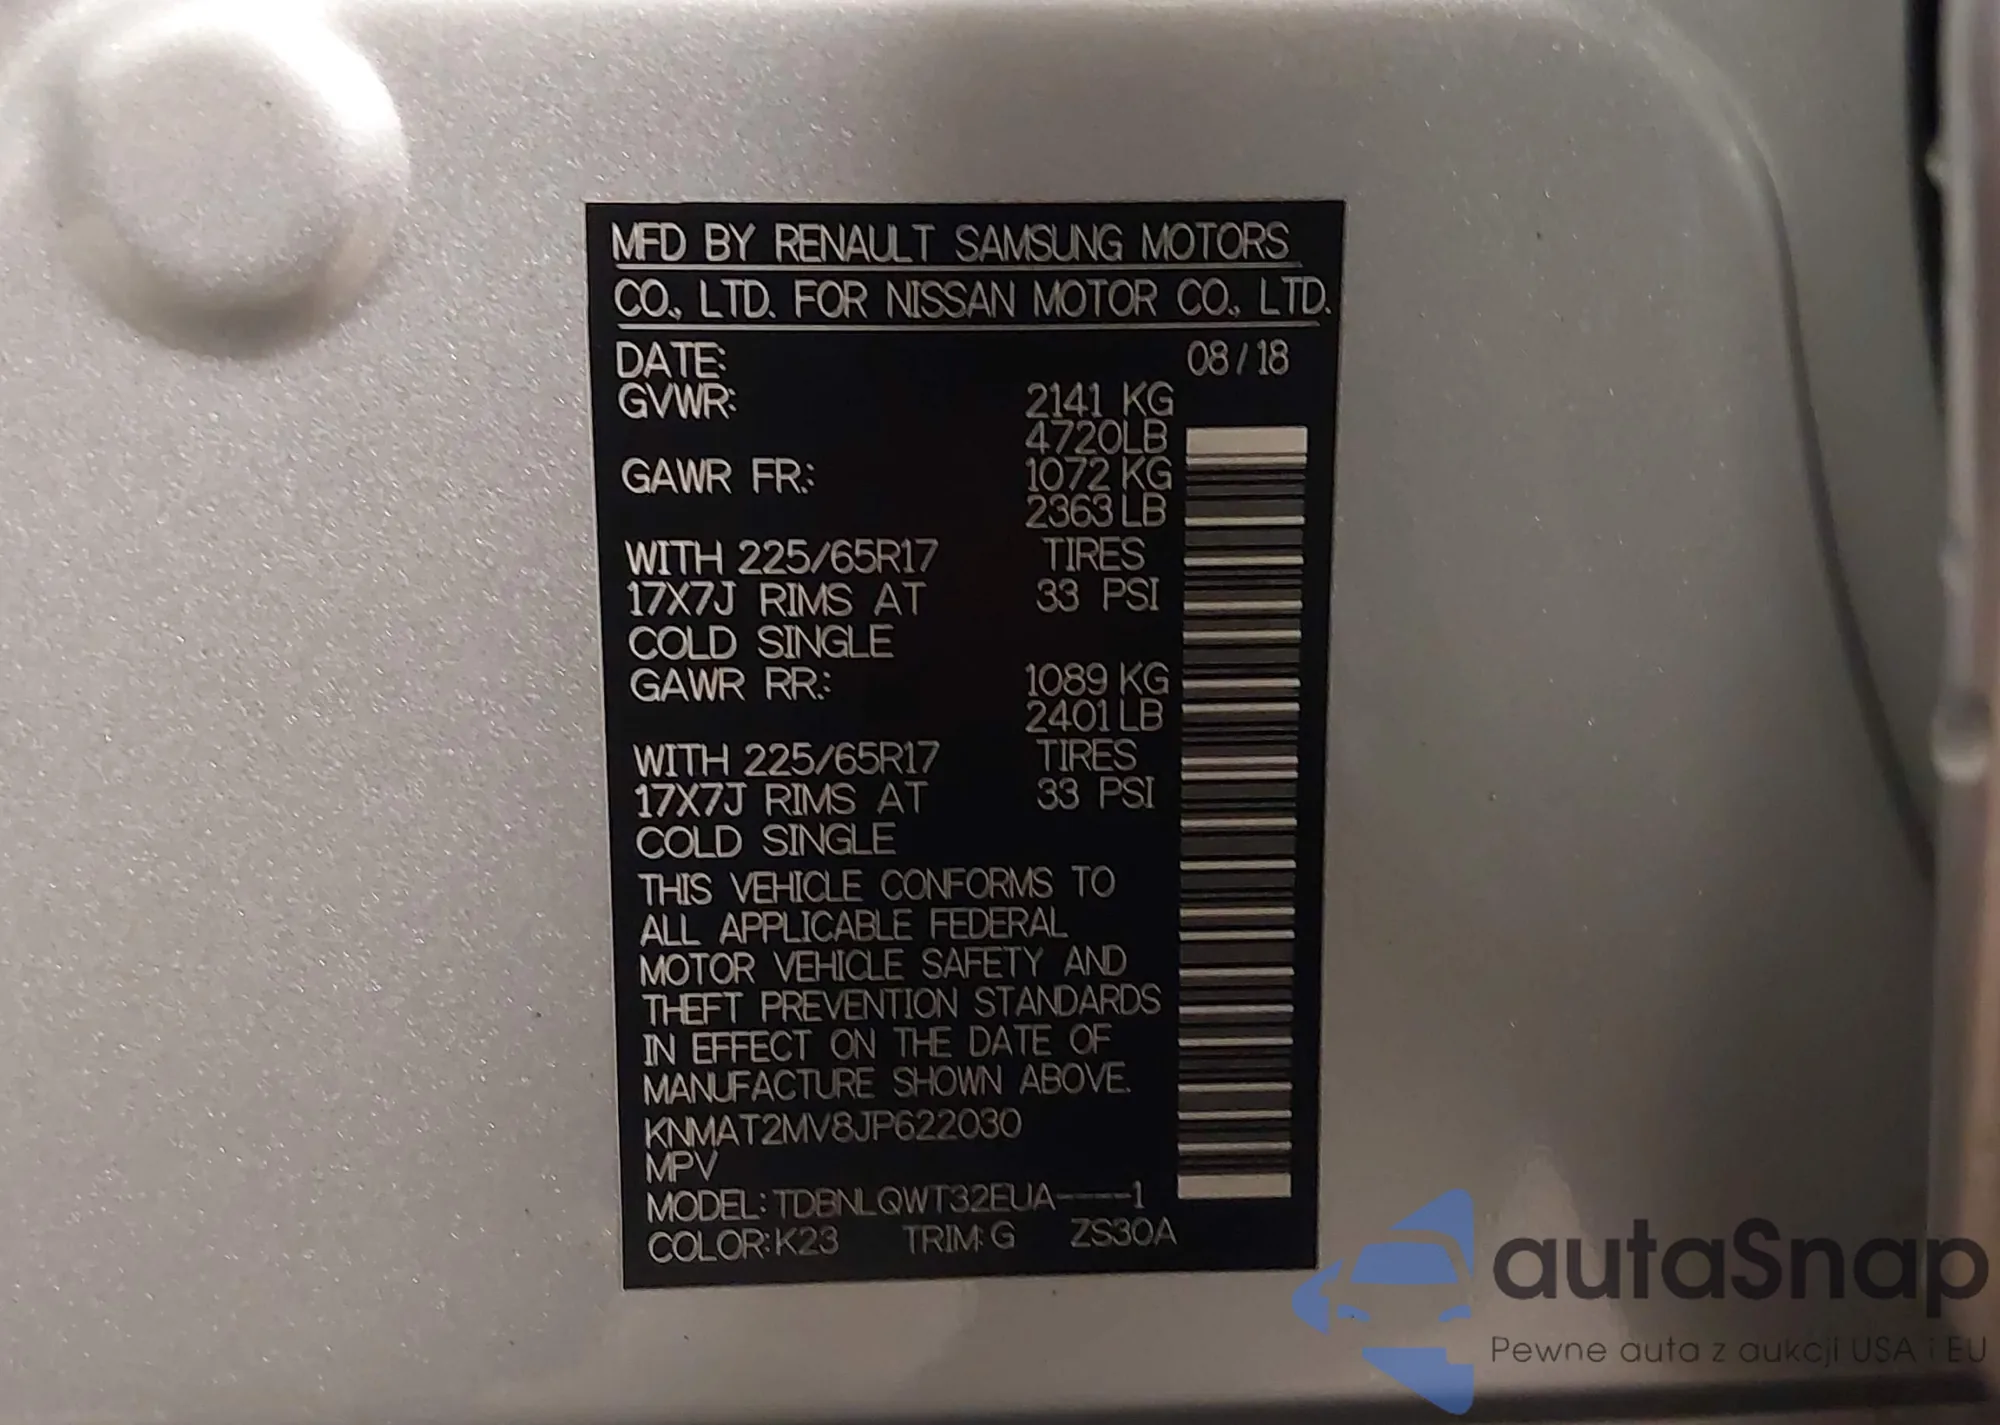 MFD BY RENAULT SAMSUNG MOTORS
CO., LTD. FOR NISSAN MOTOR CO., LTD.
DATE: 08/18
GVWR: 2141 KG
4720LB
GAWR FR.: 1072 KG
2363LB
WITH 225/65R17 TIRES
17X7J RIMS AT 33 PSI
COLD SINGLE
GAWR RR.: 1089 KG
2401LB
WITH 225/65R17 TIRES
17X7J RIMS AT 33 PSI
COLD SINGLE
THIS VEHICLE CONFORMS TO
ALL APPLICABLE FEDERAL
MOTOR VEHICLE SAFETY AND
THEFT PREVENTION STANDARDS
IN EFFECT ON THE DATE OF
MANUFACTURE SHOWN ABOVE.
KNMAT2MV8JP622030
MPV
MODEL: TDBNLQWT32EUA----1
COLOR: K23 TRIM: G ZS30A
autaSnap
Pewne auta z aukcji USA i EU